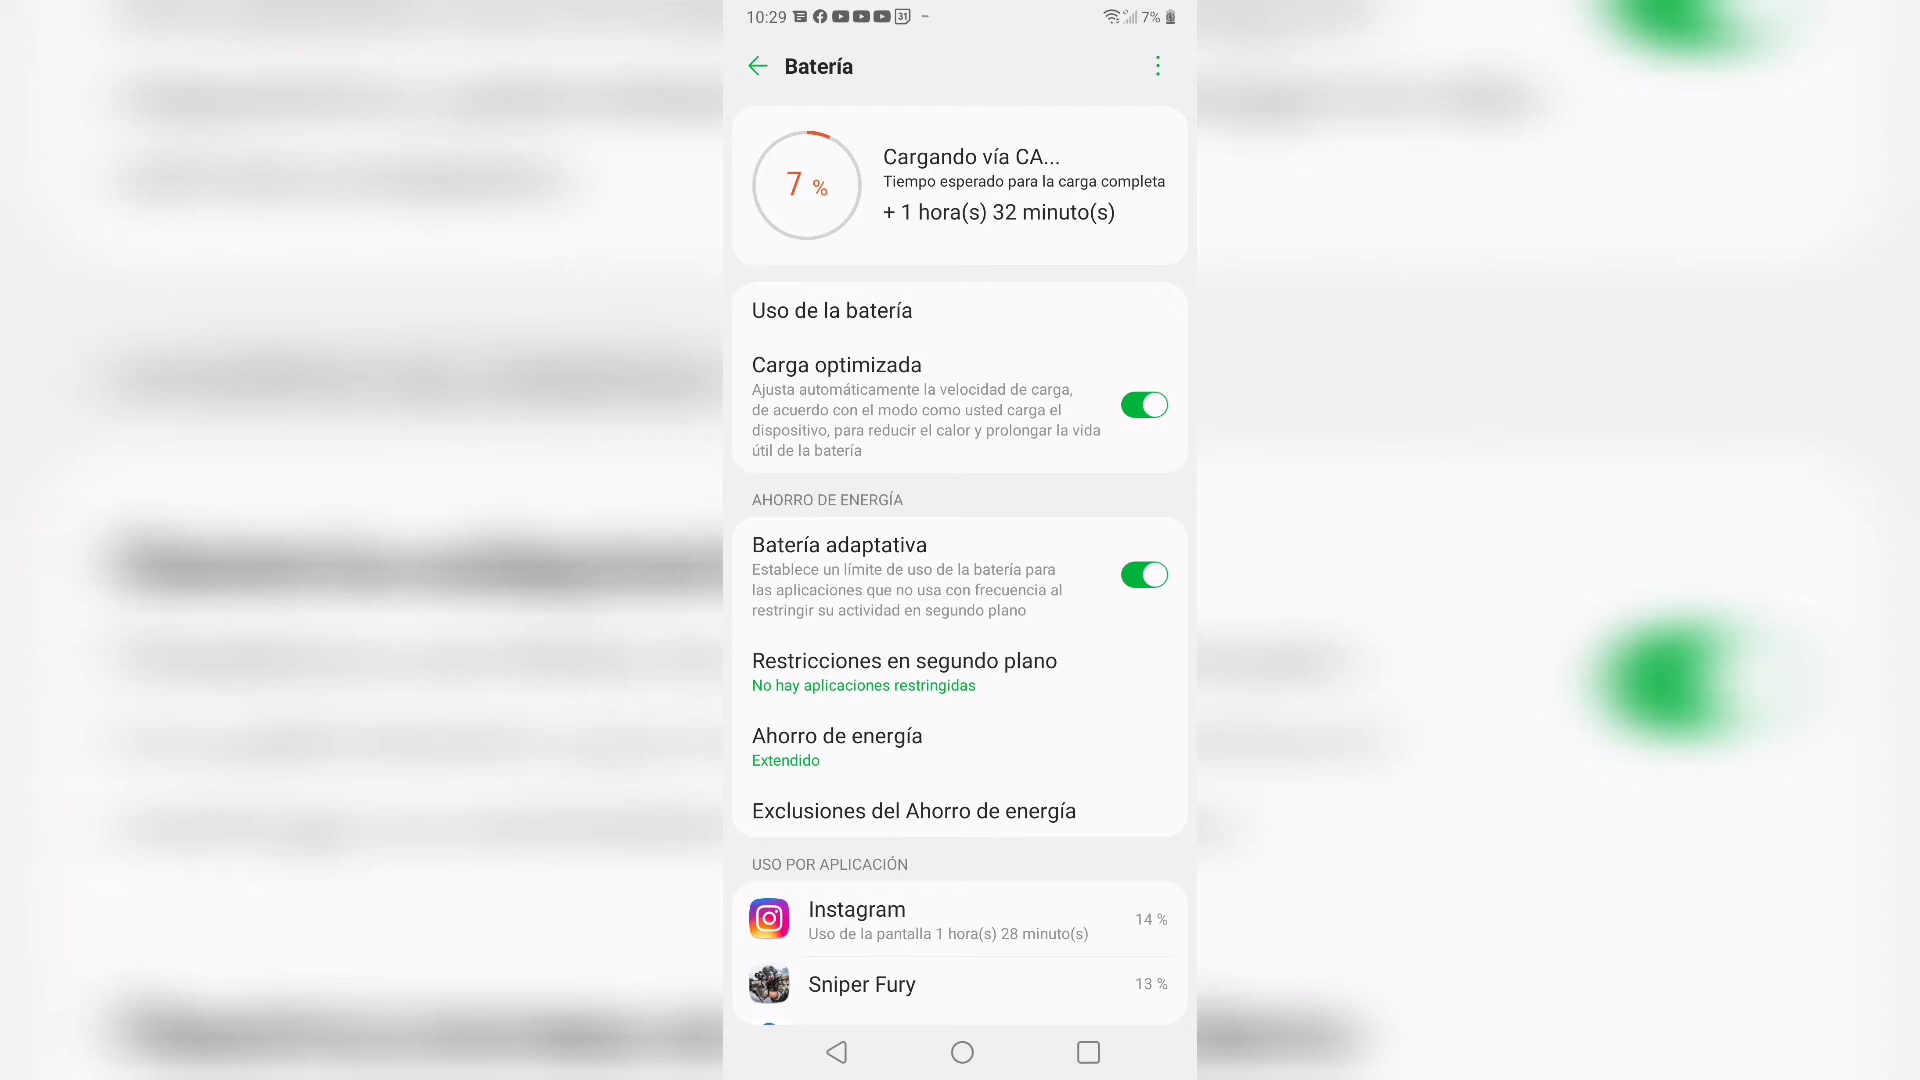 10:29 31 7%
Batería
7 %
Cargando vía CA...
Tiempo esperado para la carga completa
+ 1 hora(s) 32 minuto(s)
Uso de la batería
Carga optimizada
Ajusta automáticamente la velocidad de carga,
de acuerdo con el modo como usted carga el
dispositivo, para reducir el calor y prolongar la vida
útil de la batería
AHORRO DE ENERGÍA
Batería adaptativa
Establece un límite de uso de la batería para
las aplicaciones que no usa con frecuencia al
restringir su actividad en segundo plano
Restricciones en segundo plano
No hay aplicaciones restringidas
Ahorro de energía
Extendido
Exclusiones del Ahorro de energía
USO POR APLICACIÓN
Instagram
14 %
Uso de la pantalla 1 hora(s) 28 minuto(s)
Sniper Fury
13 %